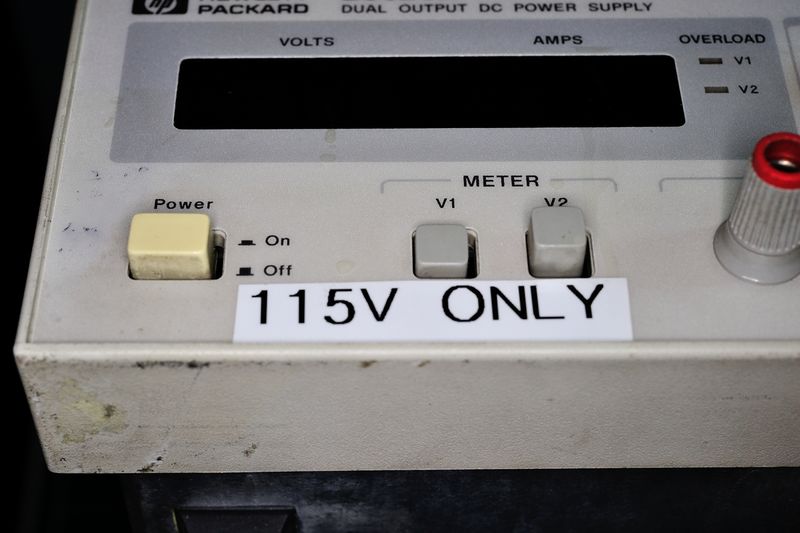 hp
PACKARD
DUAL OUTPUT DC POWER SUPPLY
VOLTS
AMPS
OVERLOAD
V1
V2
METER
V1
V2
Power
On
Off
115V ONLY